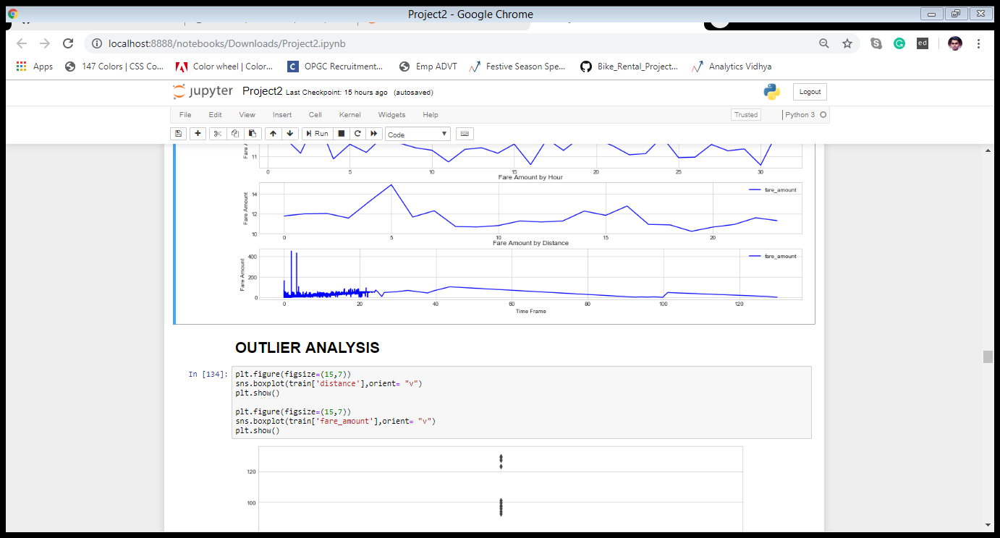 Project2 - Google Chrome
localhost:8888/notebooks/Downloads/Project2.ipynb
ed
Apps 147 Colors | CSS Co... Color wheel | Color... OPGC Recruitment... Emp ADVT Festive Season Spe... Bike_Rental_Project... Analytics Vidhya
jupyter Project2 Last Checkpoint: 15 hours ago (autosaved) Logout
File Edit View Insert Cell Kernel Widgets Help Trusted Python 3
Run Code
Fare
11
0 5 10 15 20 25 30
Fare Amount by Hour
Fare Amount
14
12
10
fare_amount
0 5 10 15 20
Fare Amount by Distance
Fare Amount
400
200
0
fare_amount
0 20 40 60 80 100 120
Time Frame
OUTLIER ANALYSIS
In [134]:
plt.figure(figsize=(15,7))
sns.boxplot(train['distance'],orient= "v")
plt.show()
plt.figure(figsize=(15,7))
sns.boxplot(train['fare_amount'],orient= "v")
plt.show()
120
100